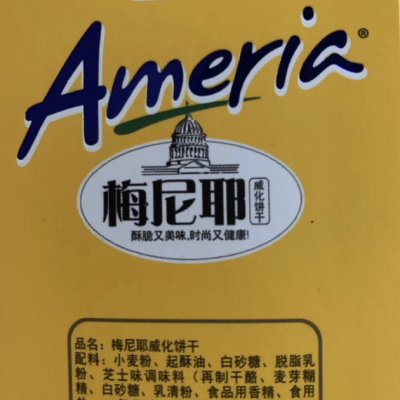 Ameria®
梅尼耶
威化饼干
酥脆又美味,时尚又健康!
品名：梅尼耶威化饼干
配料：小麦粉、起酥油、白砂糖、脱脂乳
粉、芝士味调味料（再制干酪、麦芽糊
精、白砂糖、乳清粉、食品用香精、食用